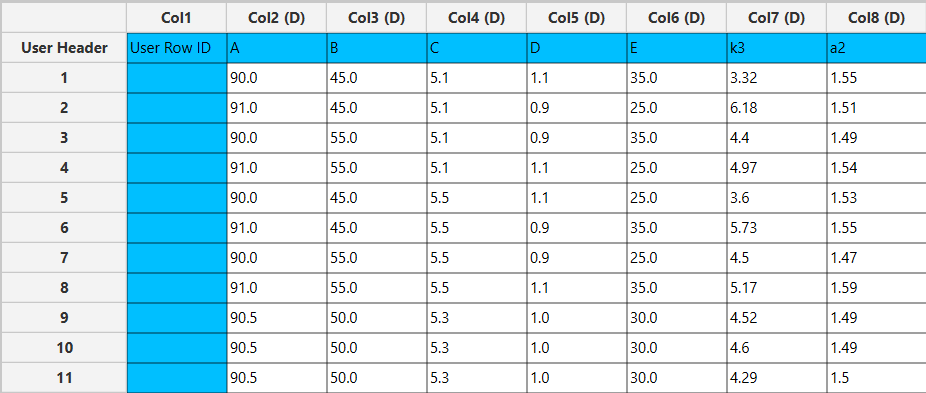 Col1 Col2 (D) Col3 (D) Col4 (D) Col5 (D) Col6 (D) Col7 (D) Col8 (D)
User Header User Row ID A B C D E k3 a2
1 90.0 45.0 5.1 1.1 35.0 3.32 1.55
2 91.0 45.0 5.1 0.9 25.0 6.18 1.51
3 90.0 55.0 5.1 0.9 35.0 4.4 1.49
4 91.0 55.0 5.1 1.1 25.0 4.97 1.54
5 90.0 45.0 5.5 1.1 25.0 3.6 1.53
6 91.0 45.0 5.5 0.9 35.0 5.73 1.55
7 90.0 55.0 5.5 0.9 25.0 4.5 1.47
8 91.0 55.0 5.5 1.1 35.0 5.17 1.59
9 90.5 50.0 5.3 1.0 30.0 4.52 1.49
10 90.5 50.0 5.3 1.0 30.0 4.6 1.49
11 90.5 50.0 5.3 1.0 30.0 4.29 1.5